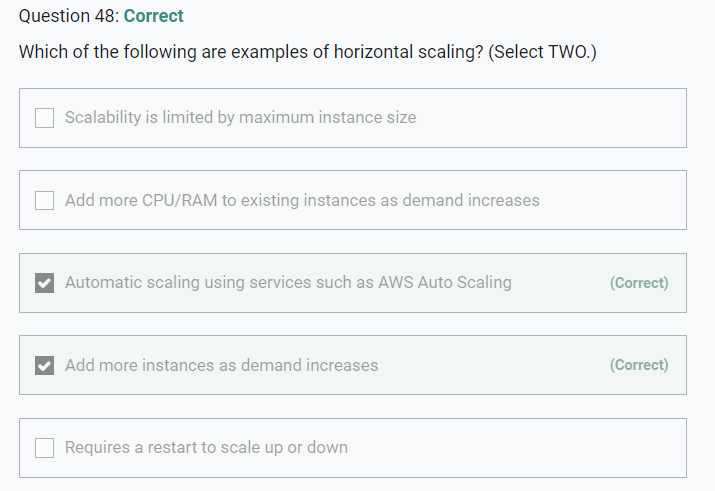 Question 48: Correct
Which of the following are examples of horizontal scaling? (Select TWO.)
Scalability is limited by maximum instance size
Add more CPU/RAM to existing instances as demand increases
Automatic scaling using services such as AWS Auto Scaling (Correct)
Add more instances as demand increases (Correct)
Requires a restart to scale up or down